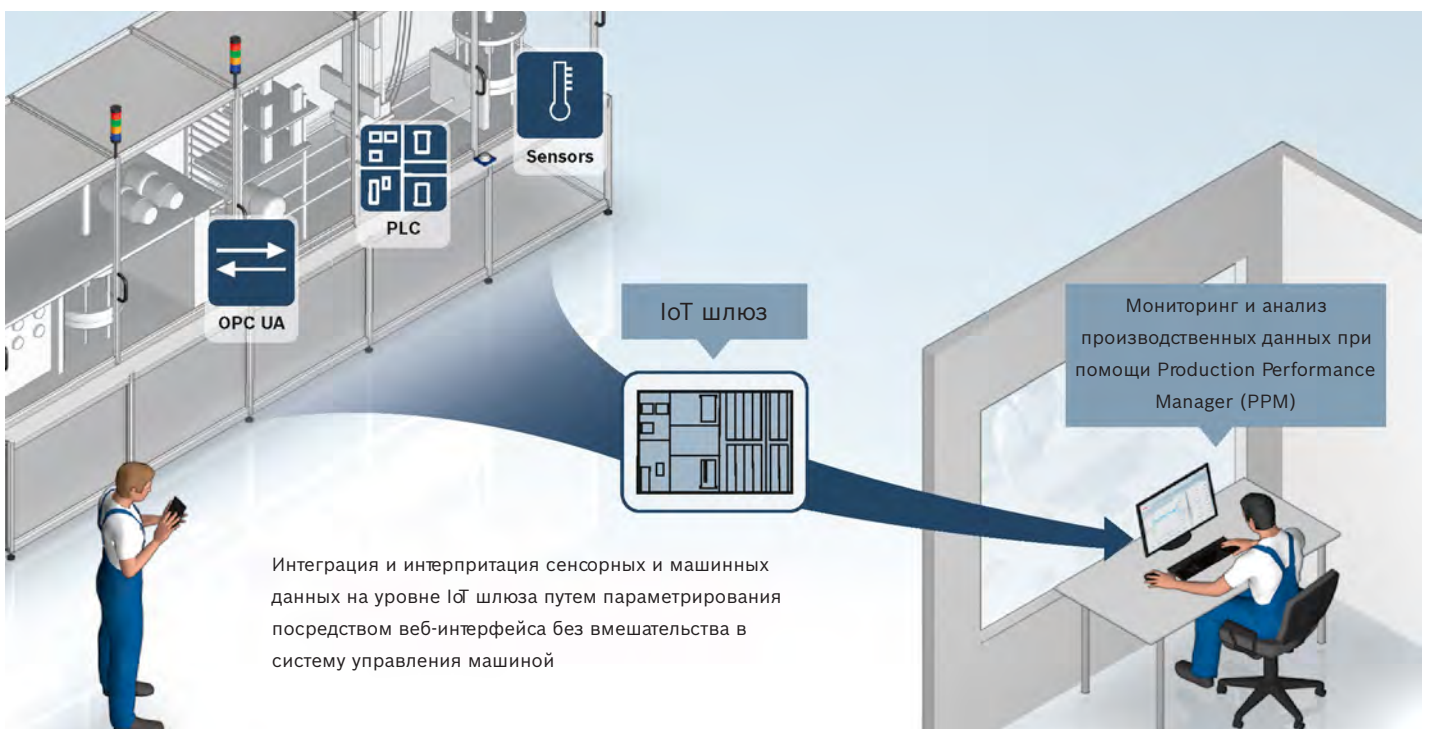 Sensors
PLC
OPC UA
IoT шлюз
Мониторинг и анализ
производственных данных при
помощи Production Performance
Manager (PPM)
Интеграция и интерпритация сенсорных и машинных
данных на уровне IoT шлюза путем параметрирования
посредством веб-интерфейса без вмешательства в
систему управления машиной